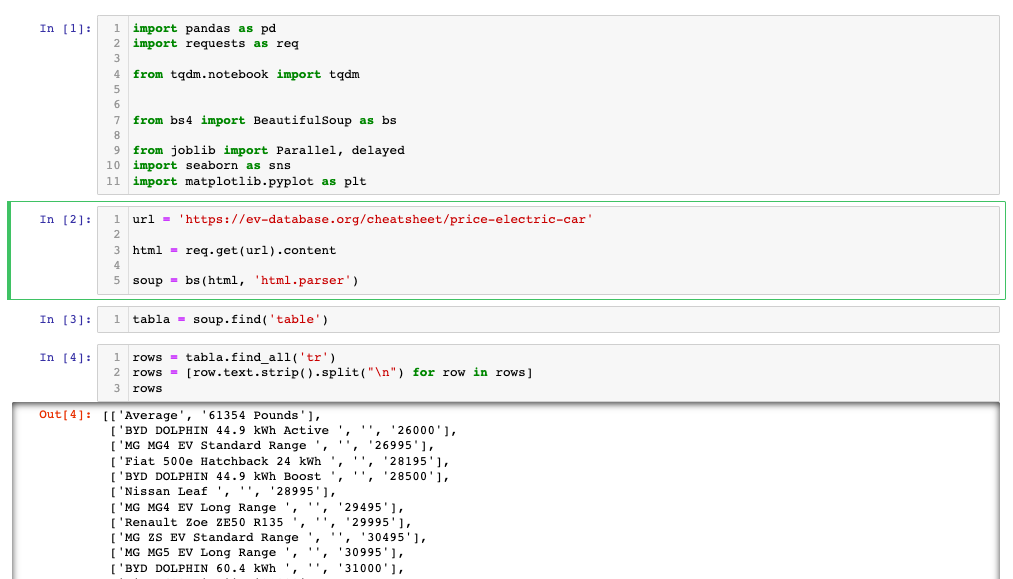 In [1]:
1 import pandas as pd
2 import requests as req
3
4 from tqdm.notebook import tqdm
5
6
7 from bs4 import BeautifulSoup as bs
8
9 from joblib import Parallel, delayed
10 import seaborn as sns
11 import matplotlib.pyplot as plt
In [2]:
1 url = 'https://ev-database.org/cheatsheet/price-electric-car'
2
3 html = req.get(url).content
4
5 soup = bs(html, 'html.parser')
In [3]:
1 tabla = soup.find('table')
In [4]:
1 rows = tabla.find_all('tr')
2 rows = [row.text.strip().split("\n") for row in rows]
3 rows
Out[4]: [['Average', '61354 Pounds'],
['BYD DOLPHIN 44.9 kWh Active ', '', '26000'],
['MG MG4 EV Standard Range ', '', '26995'],
['Fiat 500e Hatchback 24 kWh ', '', '28195'],
['BYD DOLPHIN 44.9 kWh Boost ', '', '28500'],
['Nissan Leaf ', '', '28995'],
['MG MG4 EV Long Range ', '', '29495'],
['Renault Zoe ZE50 R135 ', '', '29995'],
['MG ZS EV Standard Range ', '', '30495'],
['MG MG5 EV Long Range ', '', '30995'],
['BYD DOLPHIN 60.4 kWh ', '', '31000'],